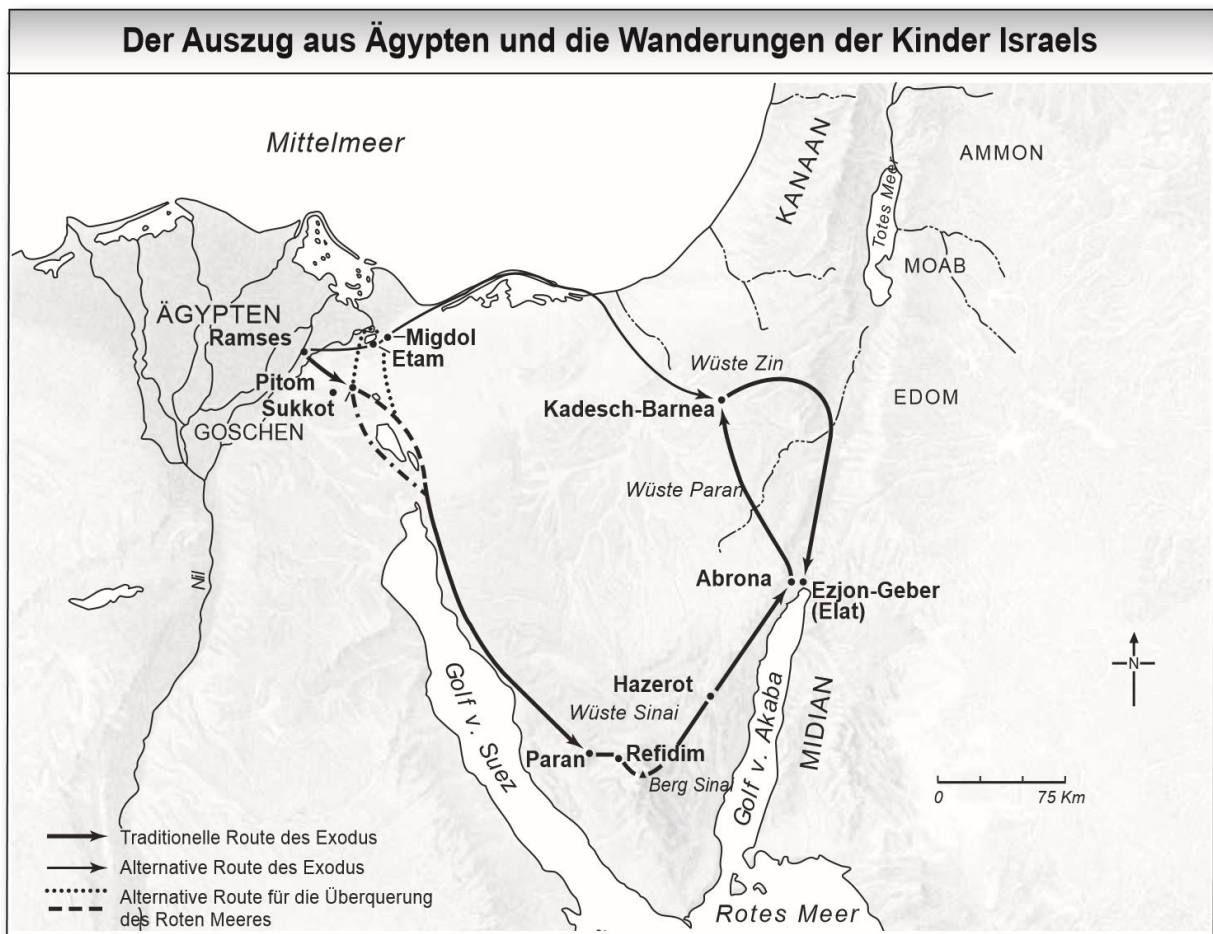 Der Auszug aus Ägypten und die Wanderungen der Kinder Israels
Mittelmeer
KANAAN
AMMON
Totes Meer
MOAB
ÄGYPTEN
Ramses
Migdol
Etam
Pitom
Sukkot
GOSCHEN
Wüste Zin
Kadesch-Barnea
EDOM
Wüste Paran
Nil
Abrona
Ezjon-Geber
(Elat)
N
Golf v. Suez
Hazerot
Wüste Sinai
Golf v. Akaba
MIDIAN
Paran
Refidim
Berg Sinai
0 75 Km
Traditionelle Route des Exodus
Alternative Route des Exodus
Alternative Route für die Überquerung
des Roten Meeres
Rotes Meer